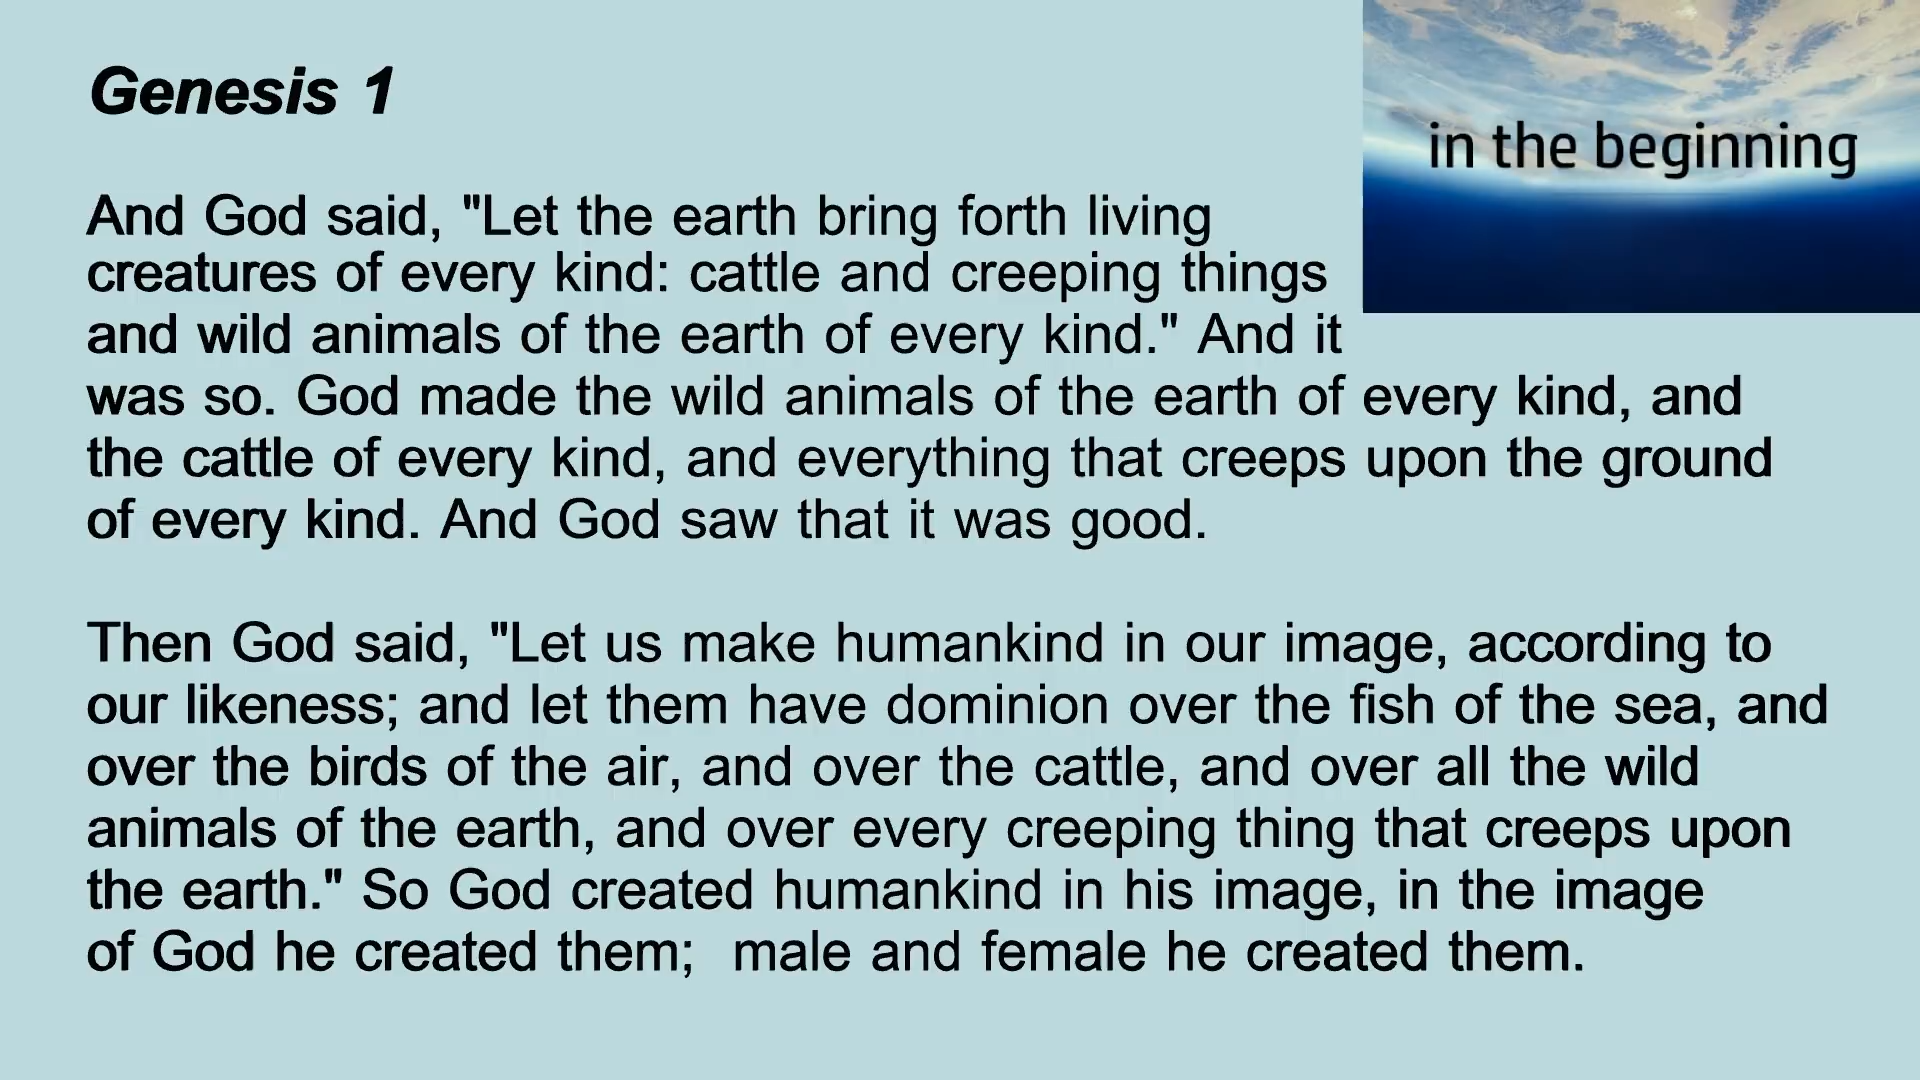 Genesis 1
in the beginning
And God said, "Let the earth bring forth living
creatures of every kind: cattle and creeping things
and wild animals of the earth of every kind." And it
was so. God made the wild animals of the earth of every kind, and
the cattle of every kind, and everything that creeps upon the ground
of every kind. And God saw that it was good.
Then God said, "Let us make humankind in our image, according to
our likeness; and let them have dominion over the fish of the sea, and
over the birds of the air, and over the cattle, and over all the wild
animals of the earth, and over every creeping thing that creeps upon
the earth." So God created humankind in his image, in the image
of God he created them;  male and female he created them.